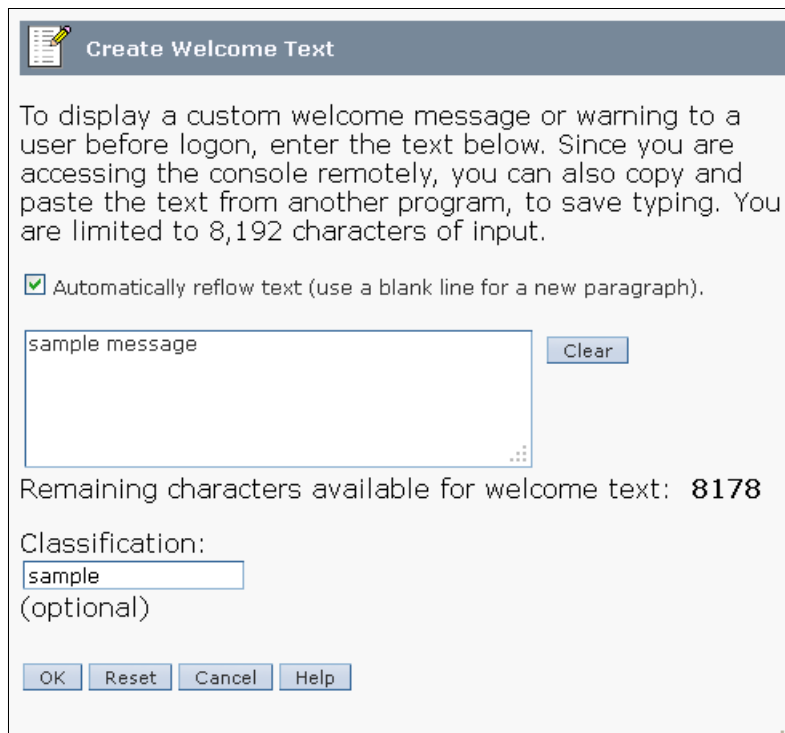 Create Welcome Text
To display a custom welcome message or warning to a
user before logon, enter the text below. Since you are
accessing the console remotely, you can also copy and
paste the text from another program, to save typing. You
are limited to 8,192 characters of input.
Automatically reflow text (use a blank line for a new paragraph).
sample message
Clear
Remaining characters available for welcome text: 8178
Classification:
sample
(optional)
OK Reset Cancel Help